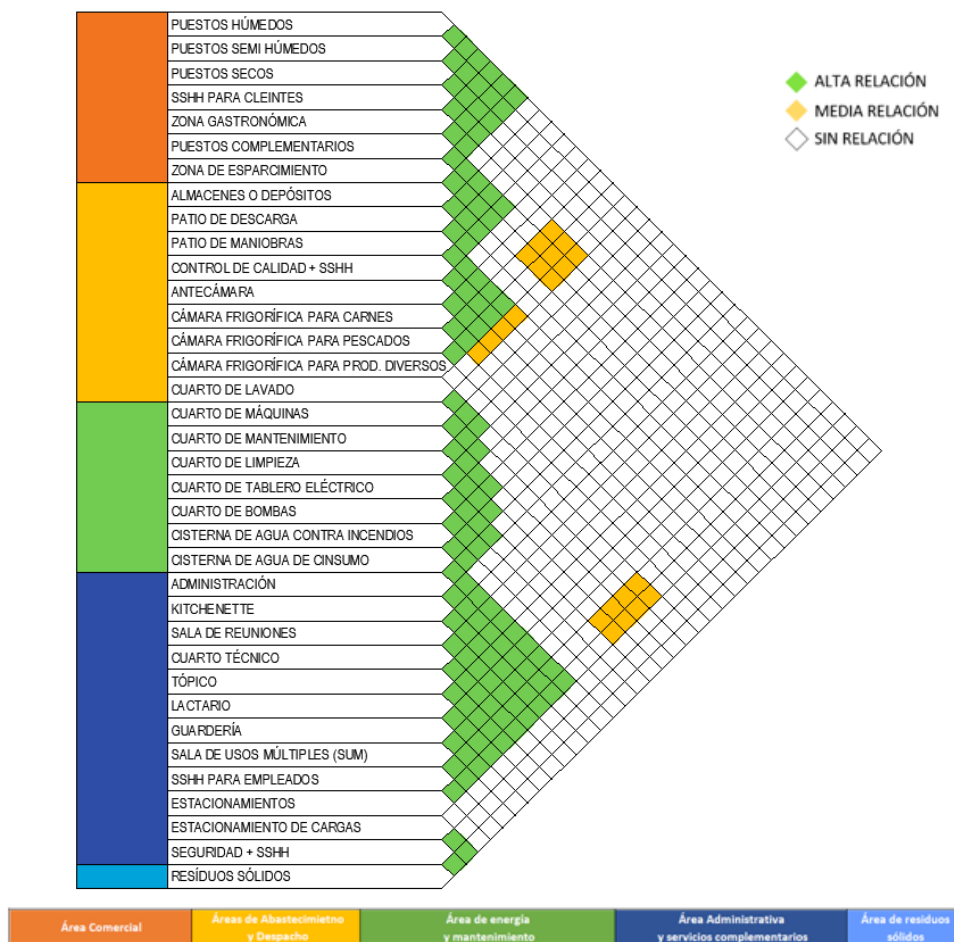 PUESTOS HÚMEDOS
PUESTOS SEMI HÚMEDOS
PUESTOS SECOS
SSHH PARA CLEINTES
ZONA GASTRONÓMICA
PUESTOS COMPLEMENTARIOS
ZONA DE ESPARCIMIENTO
ALMACENES O DEPÓSITOS
PATIO DE DESCARGA
PATIO DE MANIOBRAS
CONTROL DE CALIDAD + SSHH
ANTECÁMARA
CÁMARA FRIGORÍFICA PARA CARNES
CÁMARA FRIGORÍFICA PARA PESCADOS
CÁMARA FRIGORÍFICA PARA PROD. DIVERSOS
CUARTO DE LAVADO
CUARTO DE MÁQUINAS
CUARTO DE MANTENIMIENTO
CUARTO DE LIMPIEZA
CUARTO DE TABLERO ELÉCTRICO
CUARTO DE BOMBAS
CISTERNA DE AGUA CONTRA INCENDIOS
CISTERNA DE AGUA DE CINSUMO
ADMINISTRACIÓN
KITCHENETTE
SALA DE REUNIONES
CUARTO TÉCNICO
TÓPICO
LACTARIO
GUARDERÍA
SALA DE USOS MÚLTIPLES (SUM)
SSHH PARA EMPLEADOS
ESTACIONAMIENTOS
ESTACIONAMIENTO DE CARGAS
SEGURIDAD + SSHH
RESÍDUOS SÓLIDOS
ALTA RELACIÓN
MEDIA RELACIÓN
SIN RELACIÓN
Área Comercial
Áreas de Abastecimietno
y Despacho
Área de energía
y mantenimiento
Área Administrativa
y servicios complementarios
Área de residuos
sólidos